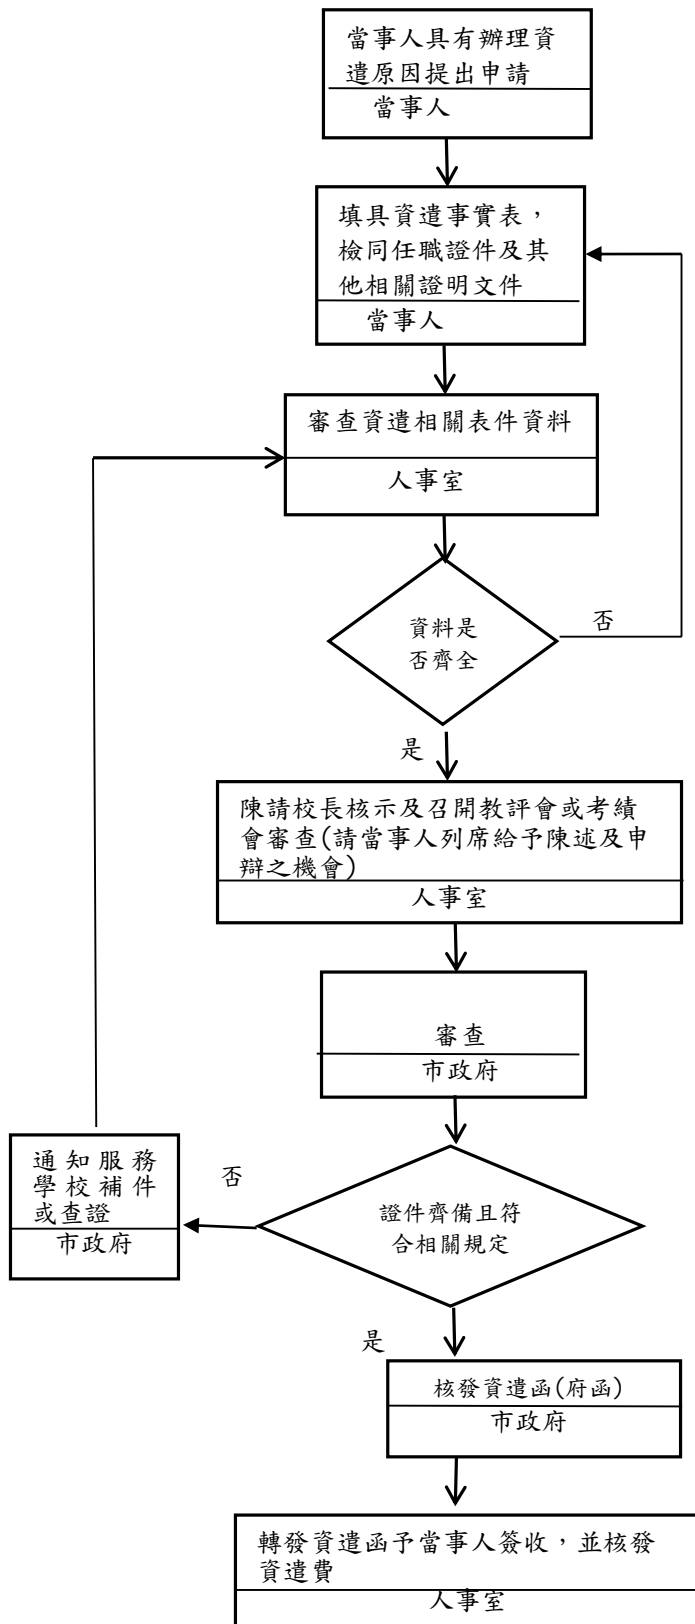 當事人具有辦理資
遣原因提出申請
當事人
填具資遣事實表，
檢同任職證件及其
他相關證明文件
當事人
審查資遣相關表件資料
人事室
資料是
否齊全
否
是
陳請校長核示及召開教評會或考績
會審查(請當事人列席給予陳述及申
辯之機會)
人事室
審查
市政府
證件齊備且符
合相關規定
否
通知服務
學校補件
或查證
市政府
是
核發資遣函(府函)
市政府
轉發資遣函予當事人簽收，並核發
資遣費
人事室